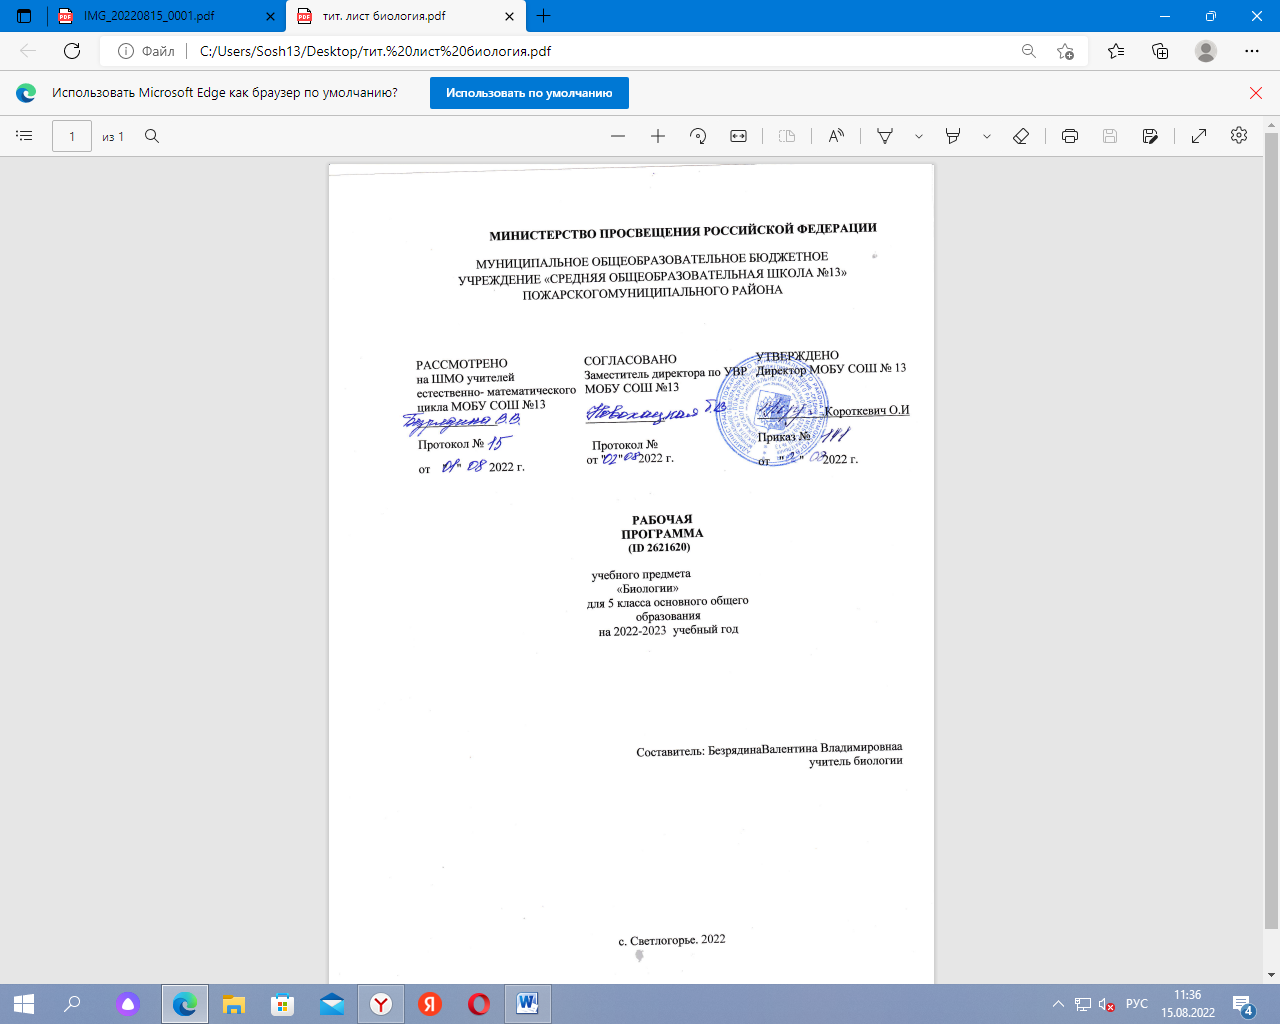 IMG_20220815_0001.pdf
тит. лист биология.pdf
Файл
C:/Users/Sosh13/Desktop/тит.%20лист%20биология.pdf
Использовать Microsoft Edge как браузер по умолчанию?
Использовать по умолчанию
1 из 1
МИНИСТЕРСТВО ПРОСВЕЩЕНИЯ РОССИЙСКОЙ ФЕДЕРАЦИИ
МУНИЦИПАЛЬНОЕ ОБЩЕОБРАЗОВАТЕЛЬНОЕ БЮДЖЕТНОЕ
УЧРЕЖДЕНИЕ «СРЕДНЯЯ ОБЩЕОБРАЗОВАТЕЛЬНАЯ ШКОЛА №13»
ПОЖАРСКОГОМУНИЦИПАЛЬНОГО РАЙОНА
РАССМОТРЕНО
на ШМО учителей
естественно- математического
цикла МОБУ СОШ №13
Безрядина В.В.
Протокол № 15
от "01" 08 2022 г.
СОГЛАСОВАНО
Заместитель директора по УВР
МОБУ СОШ №13
Протокол №
от "02" 08 2022 г.
УТВЕРЖДЕНО
Директор МОБУ СОШ № 13
Короткевич О.И
Приказ №
от "2" 2022 г.
РАБОЧАЯ
ПРОГРАММА
(ID 2621620)
учебного предмета
«Биологии»
для 5 класса основного общего
образования
на 2022-2023 учебный год
Составитель: БезрядинаВалентина Владимировнаа
учитель биологии
с. Светлогорье. 2022
РУС
11:36
15.08.2022
4